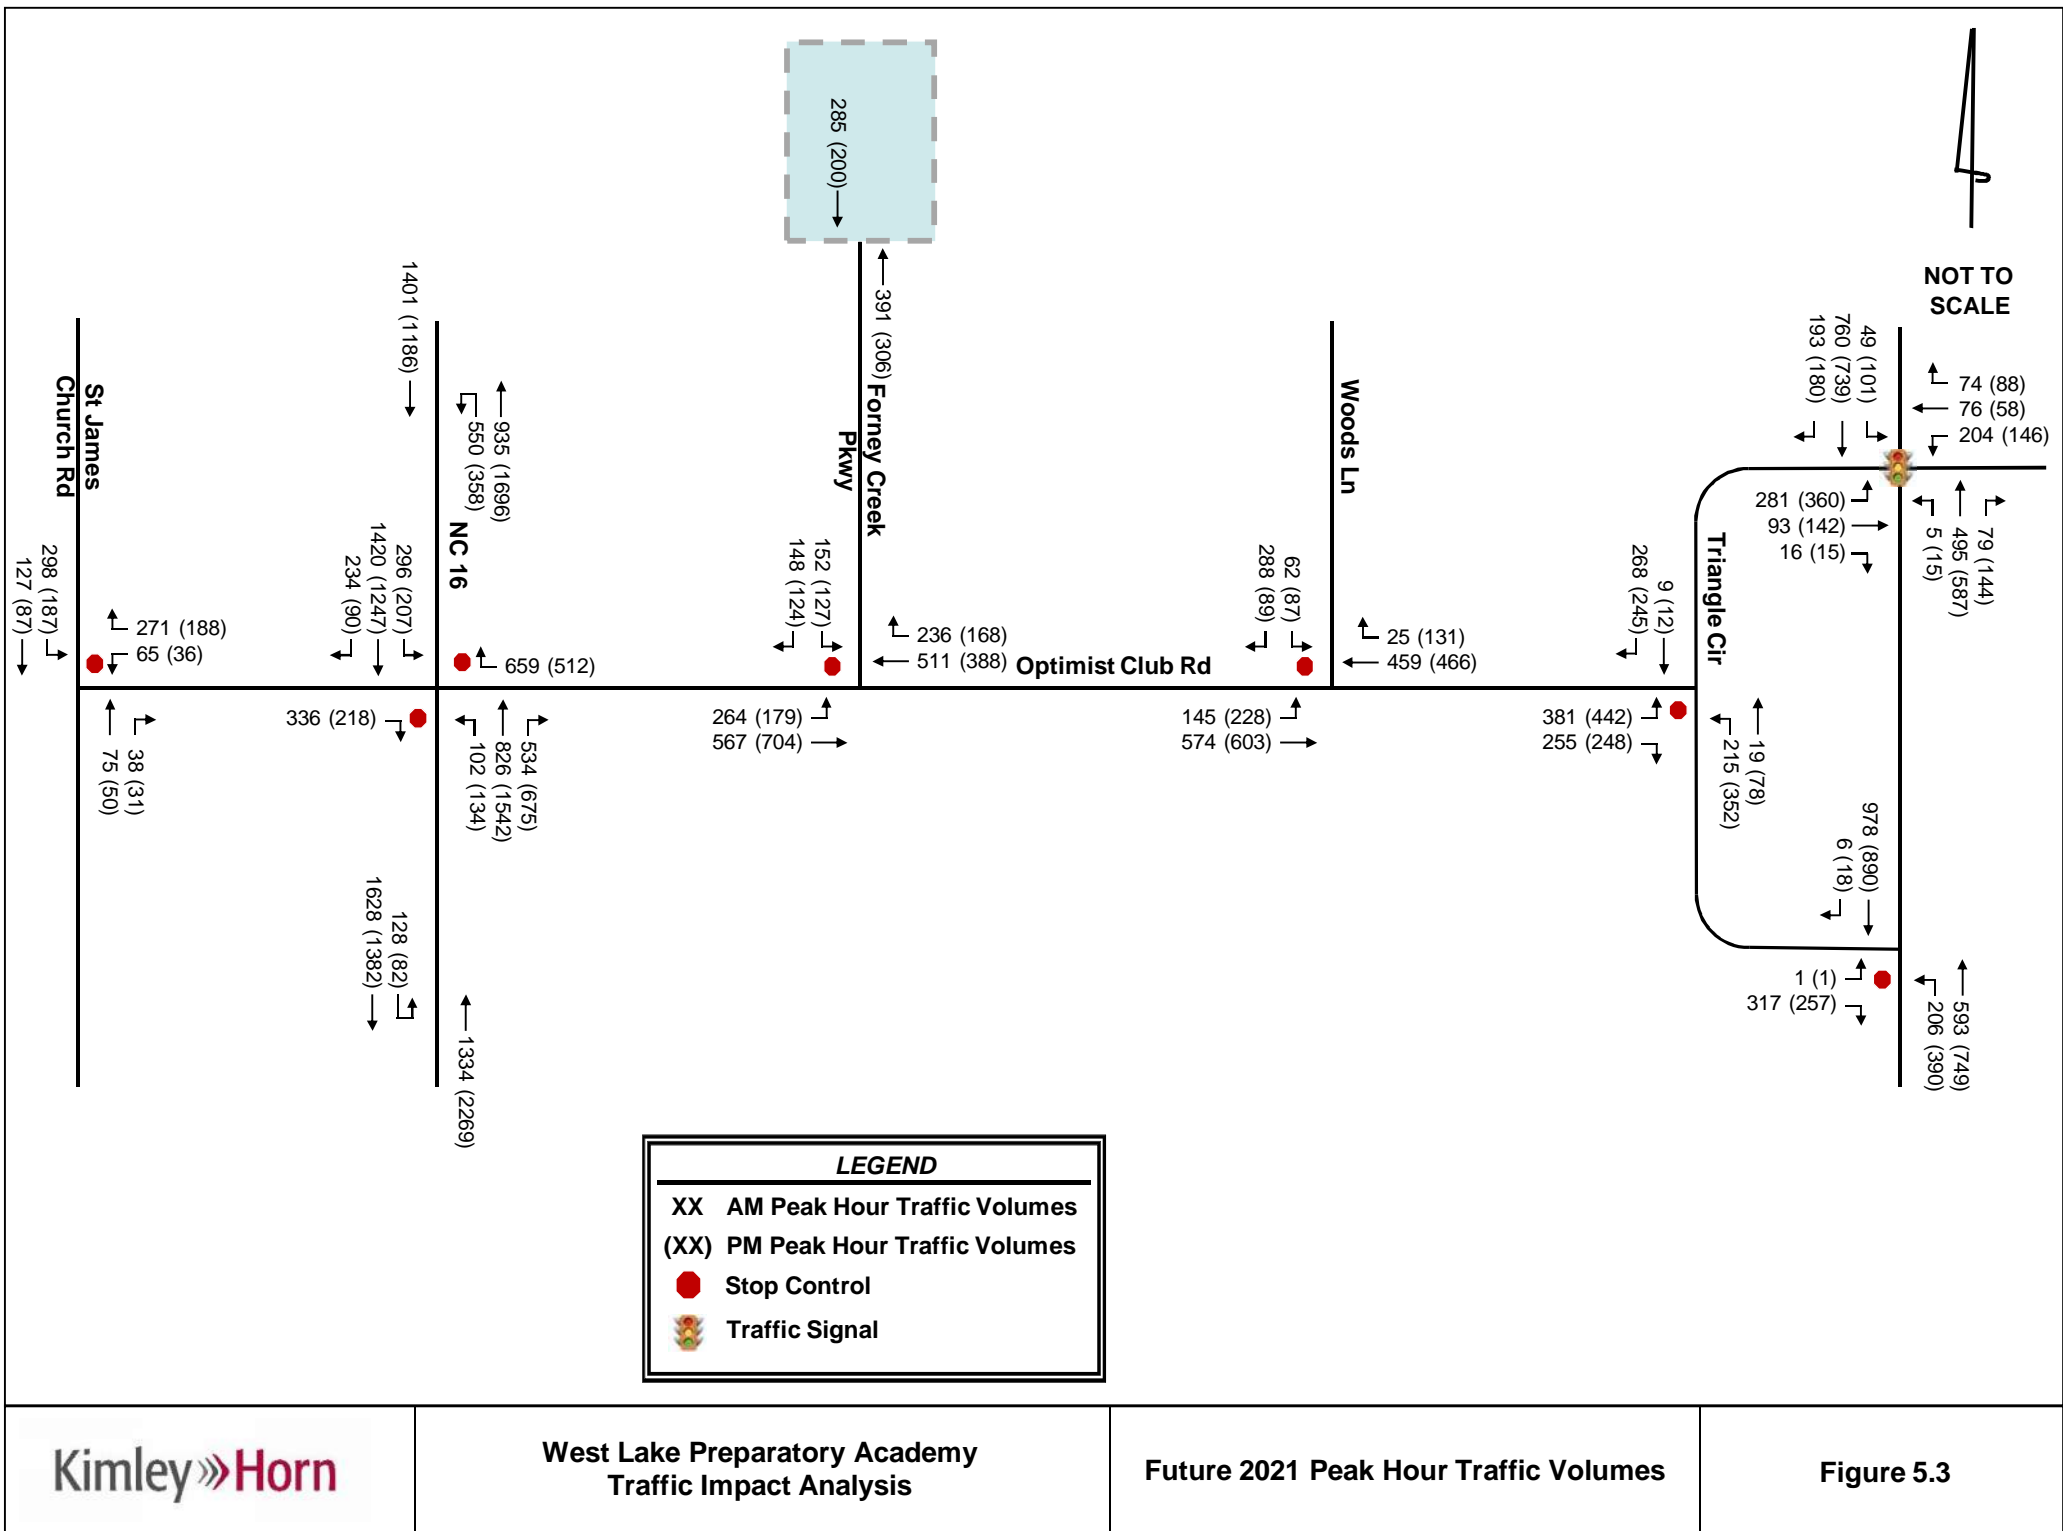 285 (200)
391 (306)
Forney Creek
Pkwy
NOT TO
SCALE
1401 (1186)
935 (1696)
550 (358)
NC 16
St James
Church Rd
298 (187)
127 (87)
271 (188)
65 (36)
38 (31)
75 (50)
296 (207)
1420 (1247)
234 (90)
659 (512)
336 (218)
534 (675)
826 (1542)
102 (134)
128 (82)
1628 (1382)
1334 (2269)
152 (127)
148 (124)
236 (168)
511 (388)
264 (179)
567 (704)
Optimist Club Rd
Woods Ln
62 (87)
288 (89)
25 (131)
459 (466)
145 (228)
574 (603)
9 (12)
268 (245)
381 (442)
255 (248)
19 (78)
215 (352)
Triangle Cir
49 (101)
760 (739)
193 (180)
74 (88)
76 (58)
204 (146)
281 (360)
93 (142)
16 (15)
79 (144)
495 (587)
5 (15)
978 (890)
6 (18)
1 (1)
317 (257)
593 (749)
206 (390)
LEGEND
XX AM Peak Hour Traffic Volumes
(XX) PM Peak Hour Traffic Volumes
Stop Control
Traffic Signal
Kimley»Horn
West Lake Preparatory Academy
Traffic Impact Analysis
Future 2021 Peak Hour Traffic Volumes
Figure 5.3